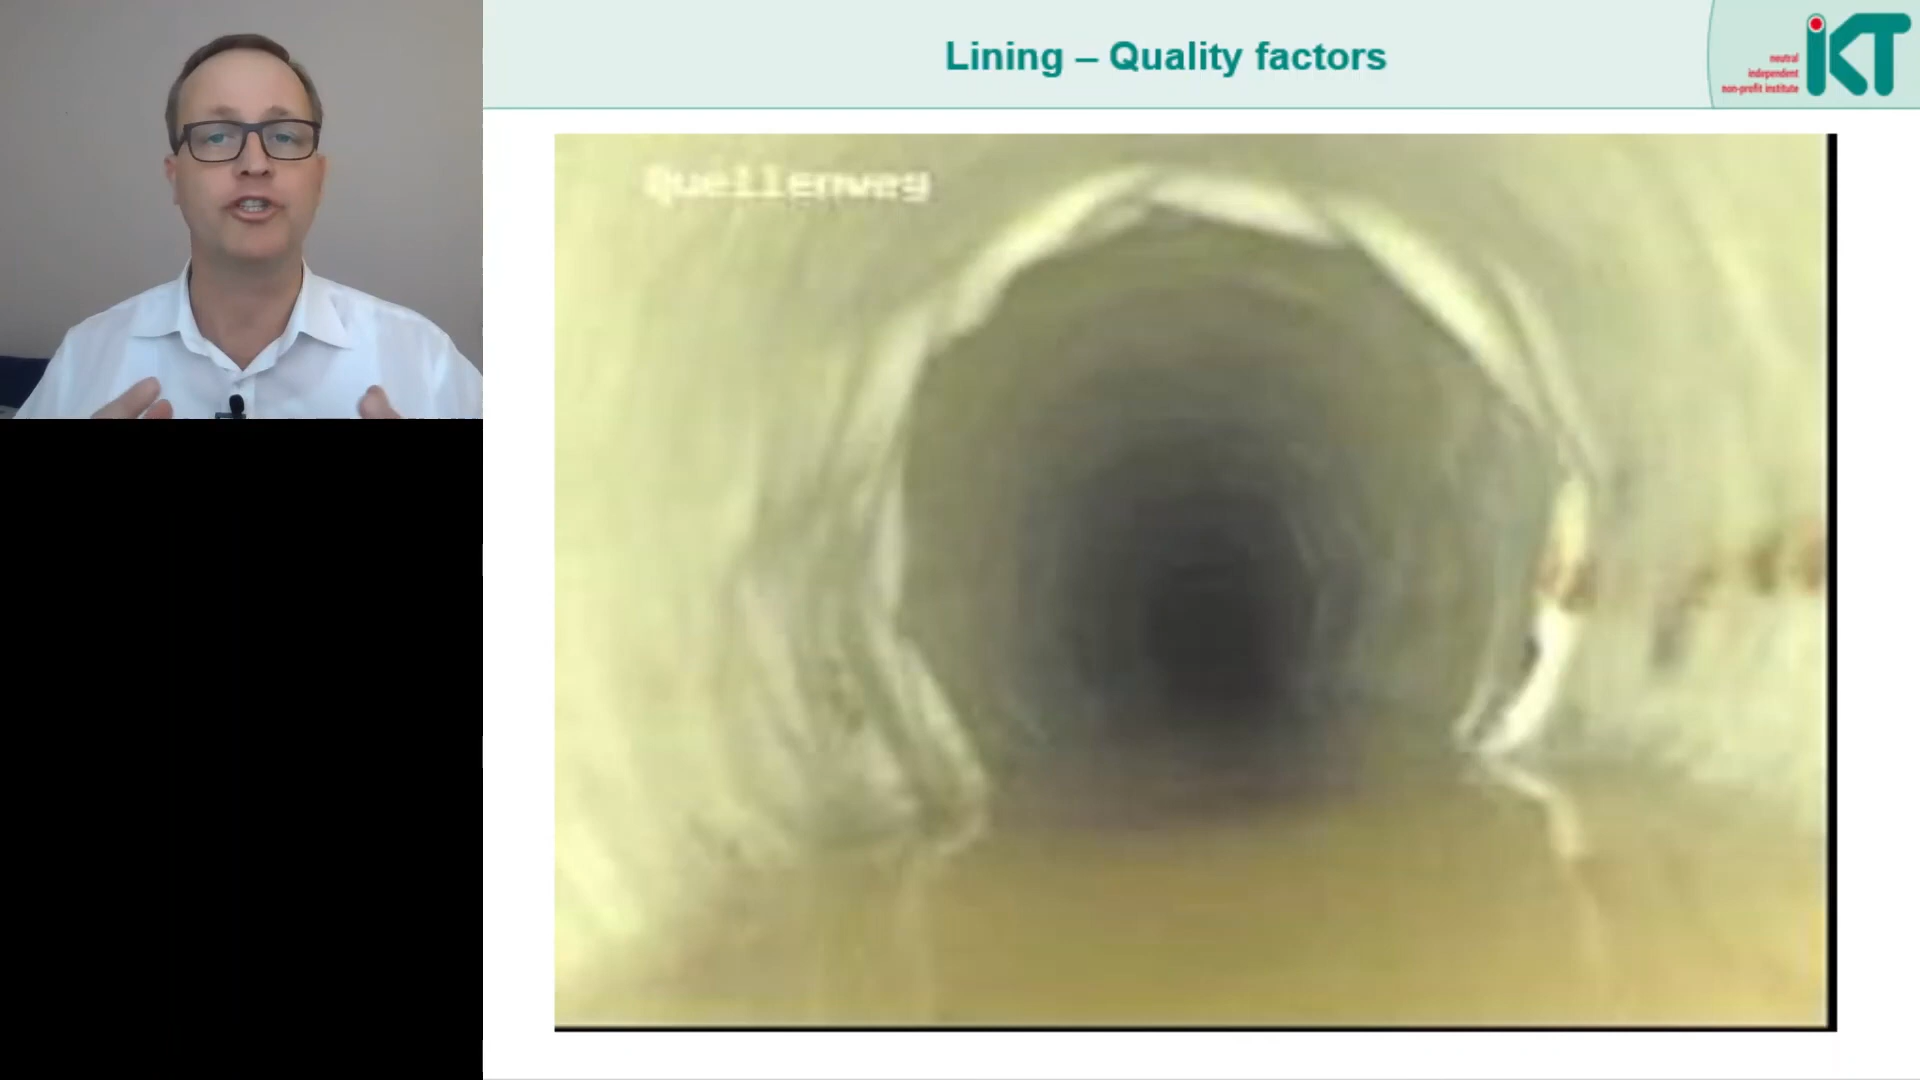 Lining – Quality factors
neutral
independent
non-profit institute
iKT
Quellenweg